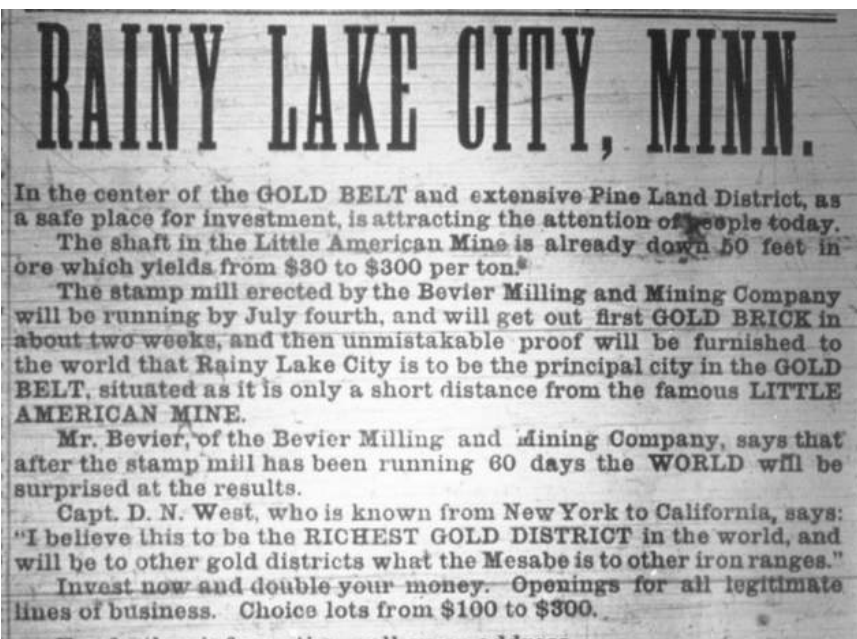 RAINY LAKE CITY, MINN.
In the center of the GOLD BELT and extensive Pine Land District, as
a safe place for investment, is attracting the attention of people today.
The shaft in the Little American Mine is already down 50 feet in
ore which yields from $30 to $300 per ton.
The stamp mill erected by the Bevier Milling and Mining Company
will be running by July fourth, and will get out first GOLD BRICK in
about two weeks, and then unmistakable proof will be furnished to
the world that Rainy Lake City is to be the principal city in the GOLD
BELT, situated as it is only a short distance from the famous LITTLE
AMERICAN MINE.
Mr. Bevier, of the Bevier Milling and Mining Company, says that
after the stamp mill has been running 60 days the WORLD will be
surprised at the results.
Capt. D. N. West, who is known from New York to California, says:
"I believe this to be the RICHEST GOLD DISTRICT in the world, and
will be to other gold districts what the Mesabe is to other iron ranges."
Invest now and double your money. Openings for all legitimate
lines of business. Choice lots from $100 to $300.